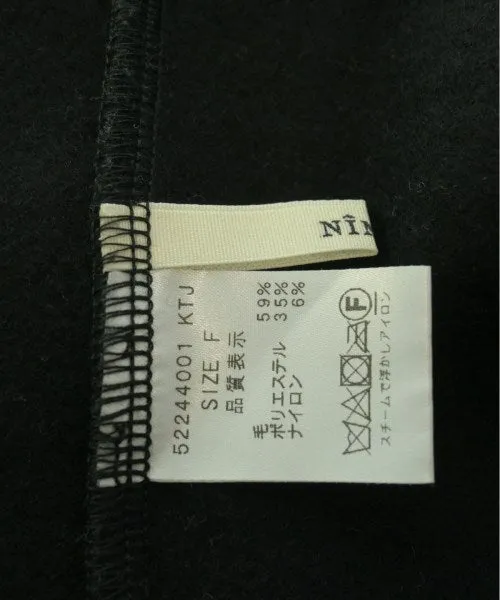 NÎM
52244001 KTJ
SIZE F
品質表示
毛 59%
ポリエステル 35%
ナイロン 6%
F
スチームで浮かしアイロン